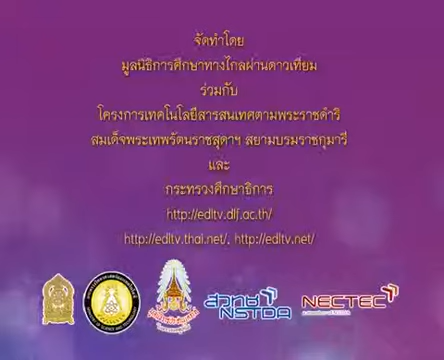 จัดทำโดย
มูลนิธิการศึกษาทางไกลผ่านดาวเทียม
ร่วมกับ
โครงการเทคโนโลยีสารสนเทศตามพระราชดำริ
สมเด็จพระเทพรัตนราชสุดาฯ สยามบรมราชกุมารี
และ
กระทรวงศึกษาธิการ
http://edltv.dlf.ac.th/
http://edltv.thai.net/, http://edltv.net/
สวทช NECTEC
NSTDA